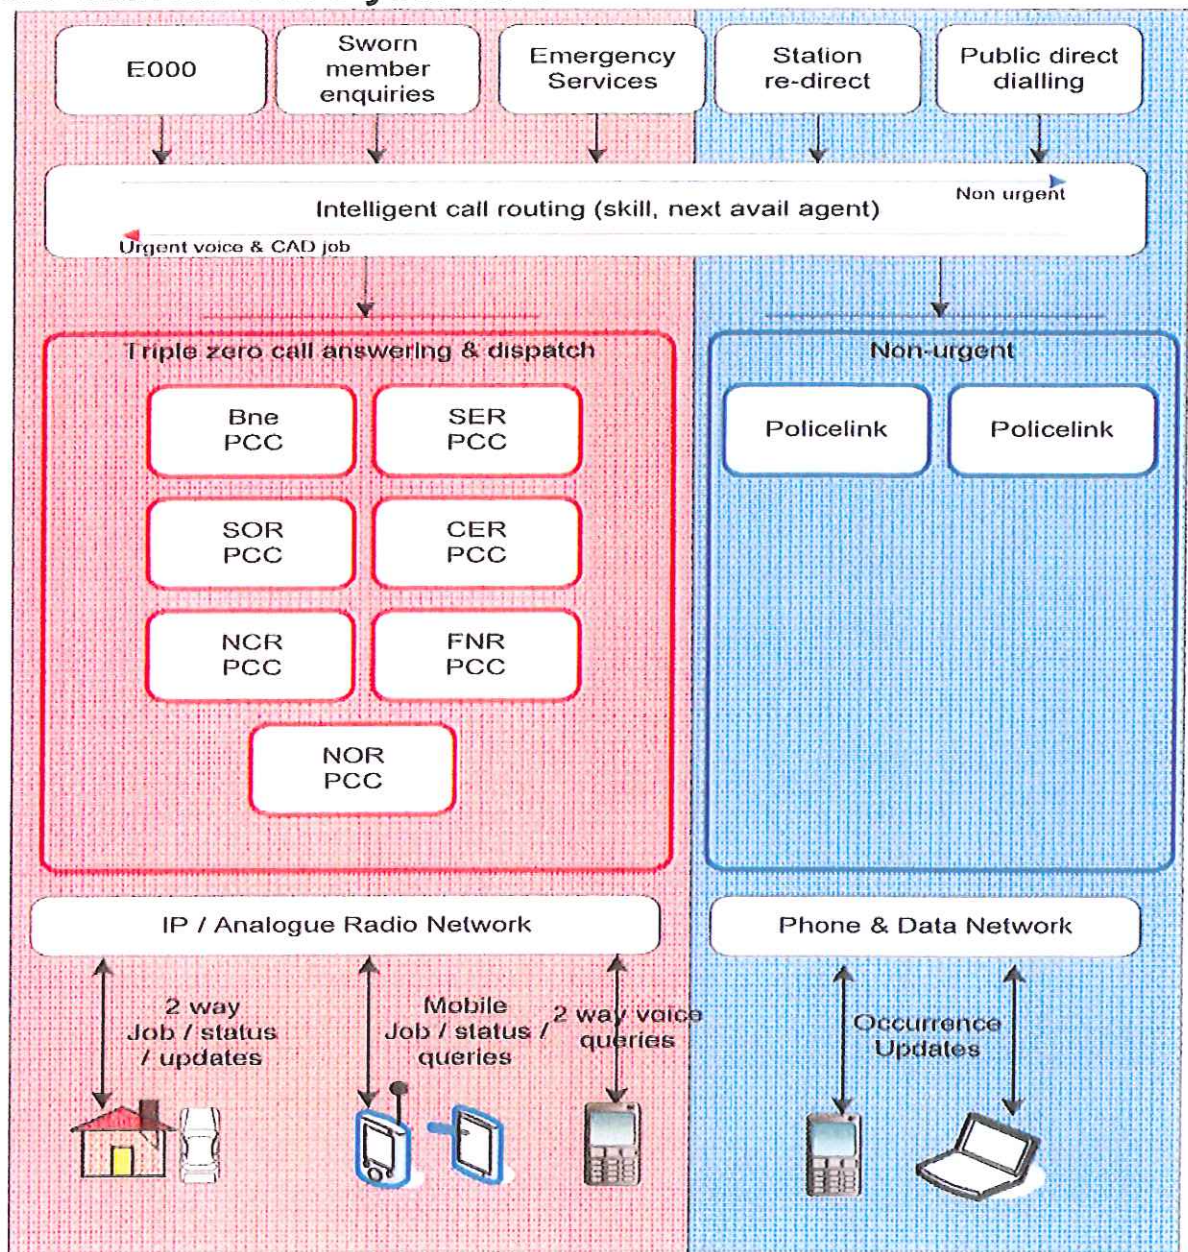 E000
Sworn
member
enquiries
Emergency
Services
Station
re-direct
Public direct
dialling
Non urgent
Intelligent call routing (skill, next avail agent)
Urgent voice & CAD job
Triple zero call answering & dispatch
Bne
PCC
SER
PCC
SOR
PCC
CER
PCC
NCR
PCC
FNR
PCC
NOR
PCC
Non-urgent
Policelink
Policelink
IP / Analogue Radio Network
Phone & Data Network
2 way
Job / status
/ updates
Mobile
Job / status /
queries
2 way voice
queries
Occurrence
Updates